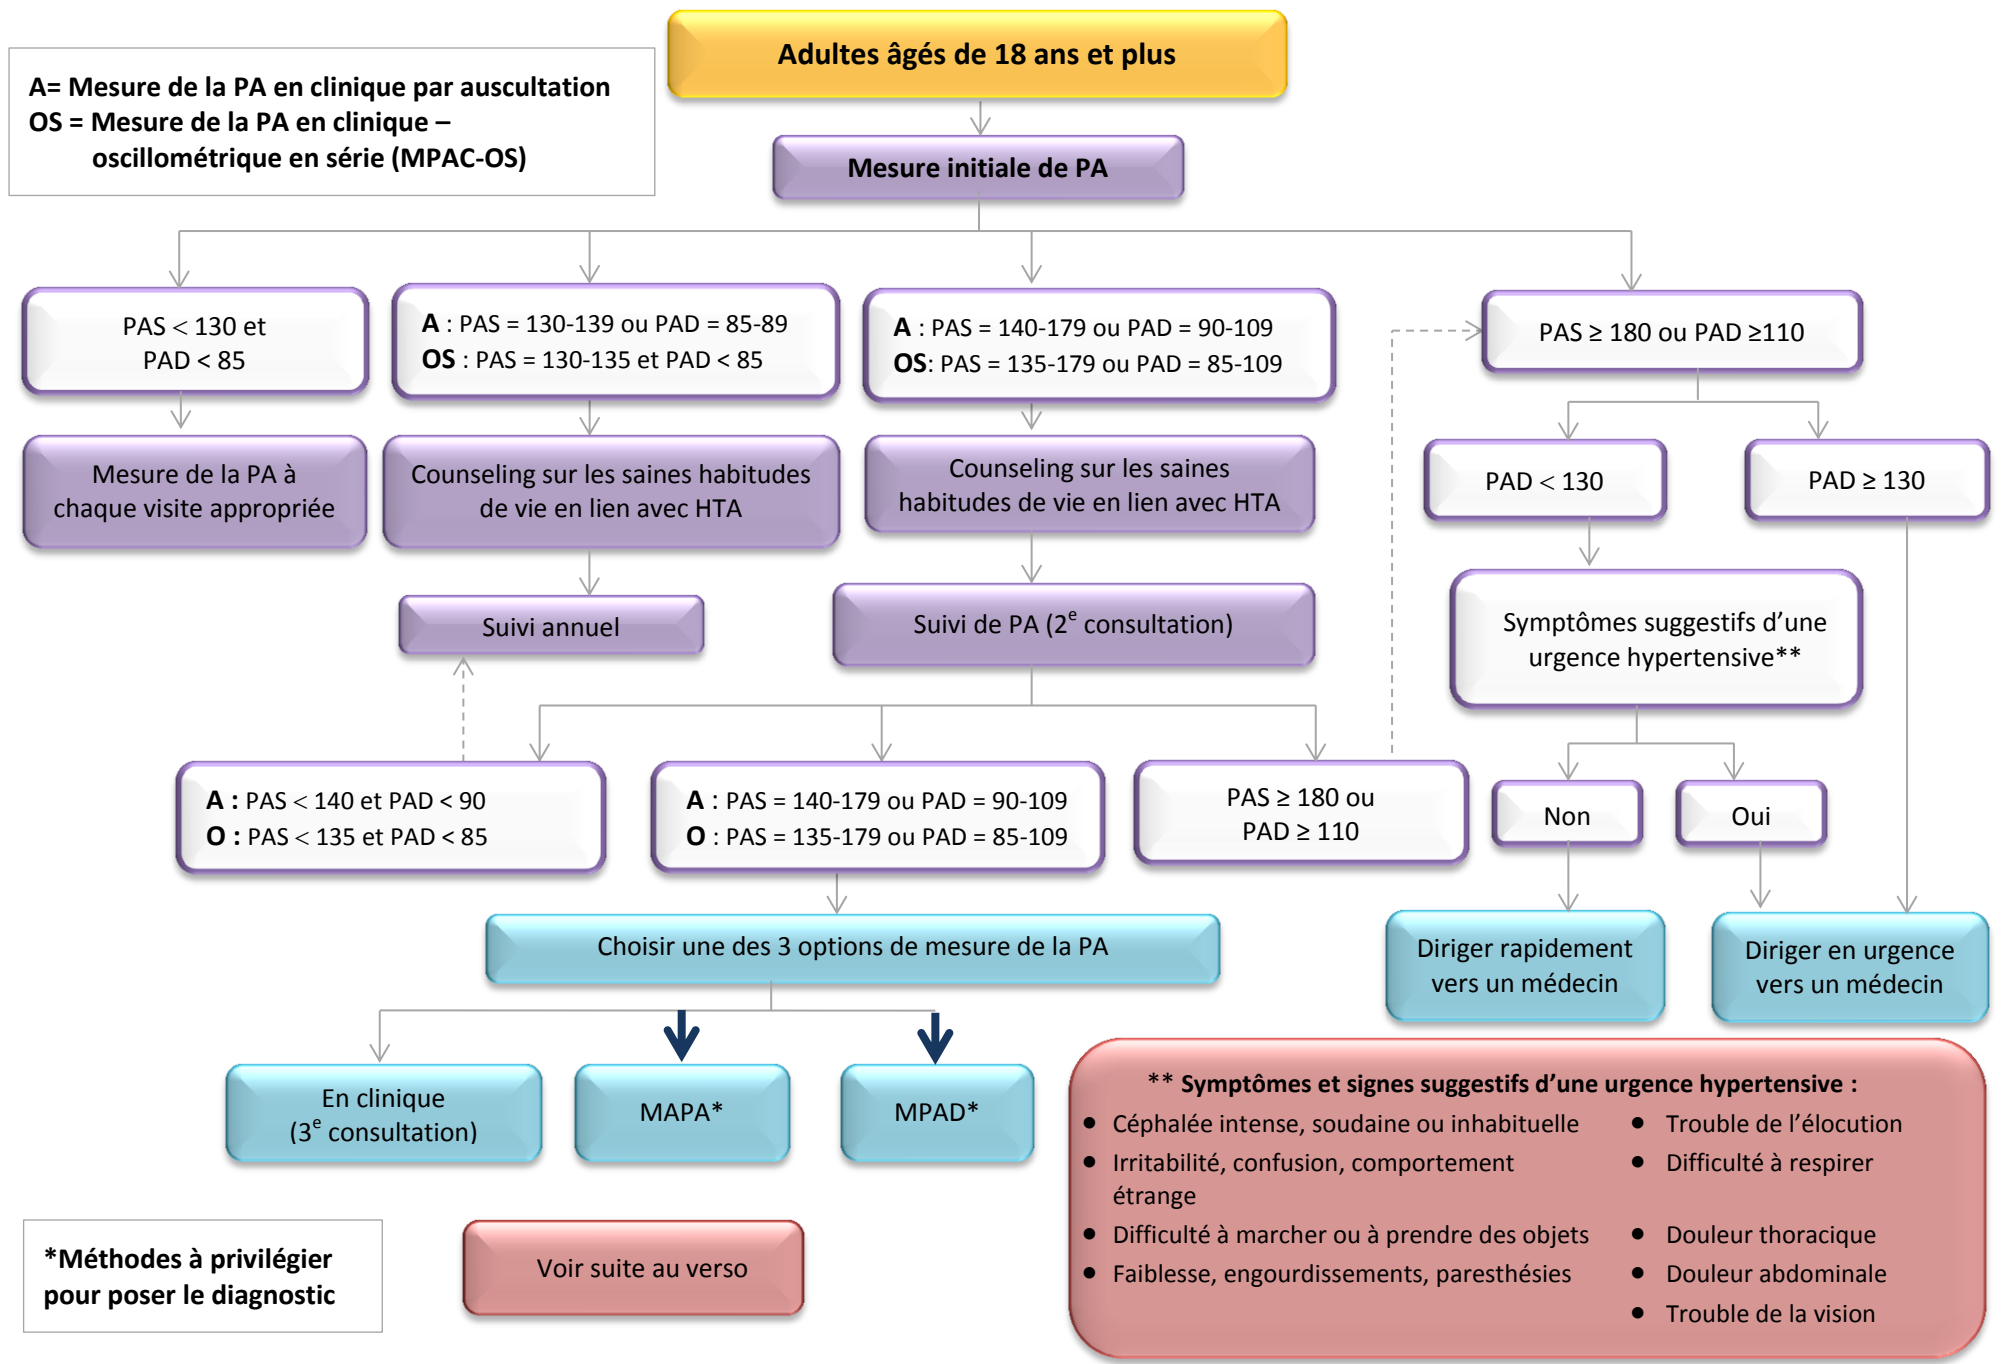 Adultes âgés de 18 ans et plus
A= Mesure de la PA en clinique par auscultation
OS = Mesure de la PA en clinique –
oscillométrique en série (MPAC-OS)
Mesure initiale de PA
PAS < 130 et
PAD < 85
A : PAS = 130-139 ou PAD = 85-89
OS : PAS = 130-135 et PAD < 85
A : PAS = 140-179 ou PAD = 90-109
OS: PAS = 135-179 ou PAD = 85-109
PAS ≥ 180 ou PAD ≥110
Mesure de la PA à
chaque visite appropriée
Counseling sur les saines habitudes
de vie en lien avec HTA
Counseling sur les saines
habitudes de vie en lien avec HTA
PAD < 130
PAD ≥ 130
Suivi annuel
Suivi de PA (2e consultation)
Symptômes suggestifs d’une
urgence hypertensive**
A : PAS < 140 et PAD < 90
O : PAS < 135 et PAD < 85
A : PAS = 140-179 ou PAD = 90-109
O : PAS = 135-179 ou PAD = 85-109
PAS ≥ 180 ou
PAD ≥ 110
Non
Oui
Choisir une des 3 options de mesure de la PA
Diriger rapidement
vers un médecin
Diriger en urgence
vers un médecin
En clinique
(3e consultation)
MAPA*
MPAD*
** Symptômes et signes suggestifs d’une urgence hypertensive :
• Céphalée intense, soudaine ou inhabituelle
• Irritabilité, confusion, comportement
étrange
• Difficulté à marcher ou à prendre des objets
• Faiblesse, engourdissements, paresthésies
• Trouble de l’élocution
• Difficulté à respirer
• Douleur thoracique
• Douleur abdominale
• Trouble de la vision
*Méthodes à privilégier
pour poser le diagnostic
Voir suite au verso